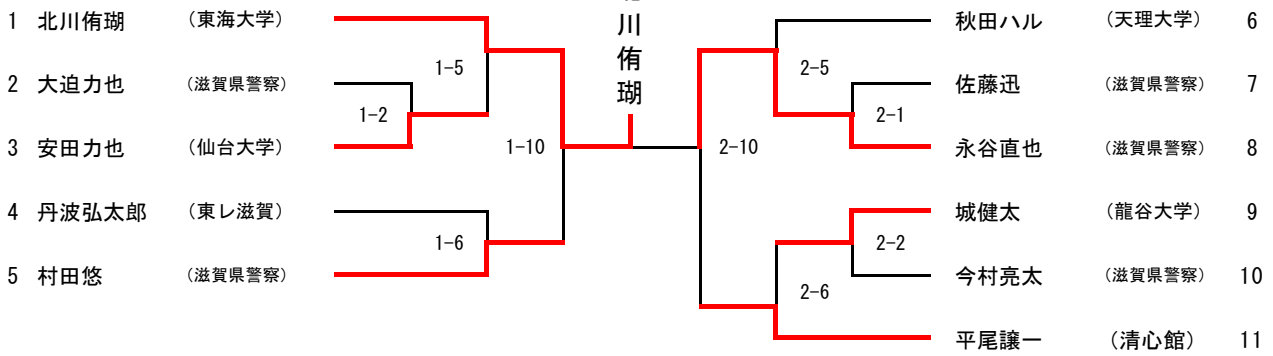 川侑瑚
1 北川侑瑚 (東海大学)
2 大迫力也 (滋賀県警察)
3 安田力也 (仙台大学)
4 丹波弘太郎 (東レ滋賀)
5 村田悠 (滋賀県警察)
1-5
1-2
1-10
1-6
2-5
2-1
2-10
2-2
2-6
秋田ハル (天理大学) 6
佐藤迅 (滋賀県警察) 7
永谷直也 (滋賀県警察) 8
城健太 (龍谷大学) 9
今村亮太 (滋賀県警察) 10
平尾譲一 (清心館) 11